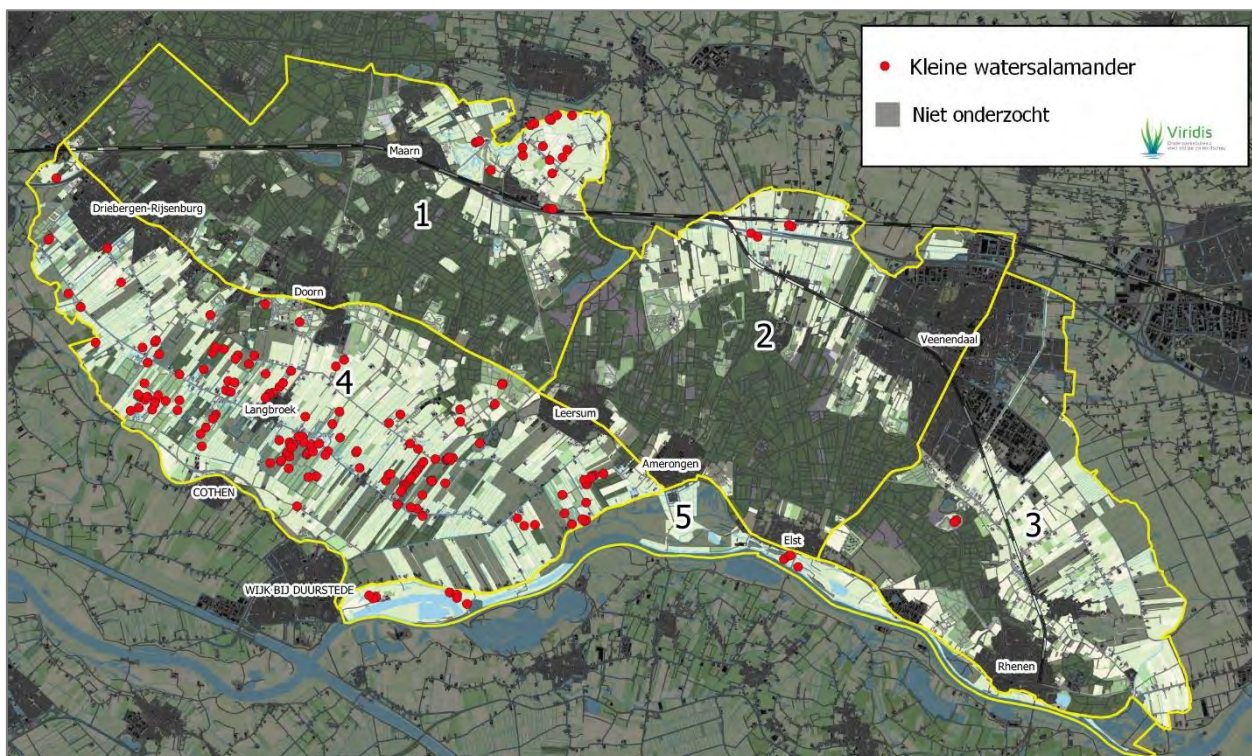 Kleine watersalamander
Niet onderzocht
Viridis
Maarn
1
Driebergen-Rijsenburg
Doorn
2
Veenendaal
4
Langbroek
Leersum
Amerongen
COTHEN
5
3
Elst
WIJK BIJ DUURSTEDE
Rhenen